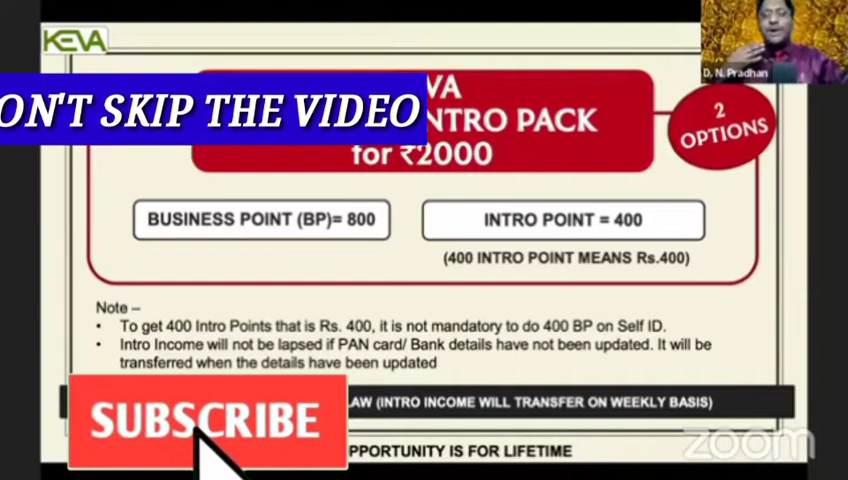 KEVA
D. N. Pradhan
ON'T SKIP THE VIDEO
VA
NTRO PACK
for ₹2000
2
OPTIONS
BUSINESS POINT (BP)= 800
INTRO POINT = 400
(400 INTRO POINT MEANS Rs.400)
Note –
• To get 400 Intro Points that is Rs. 400, it is not mandatory to do 400 BP on Self ID.
• Intro Income will not be lapsed if PAN card/ Bank details have not been updated. It will be
transferred when the details have been updated
SUBSCRIBE
LAW (INTRO INCOME WILL TRANSFER ON WEEKLY BASIS)
zoom
PPORTUNITY IS FOR LIFETIME